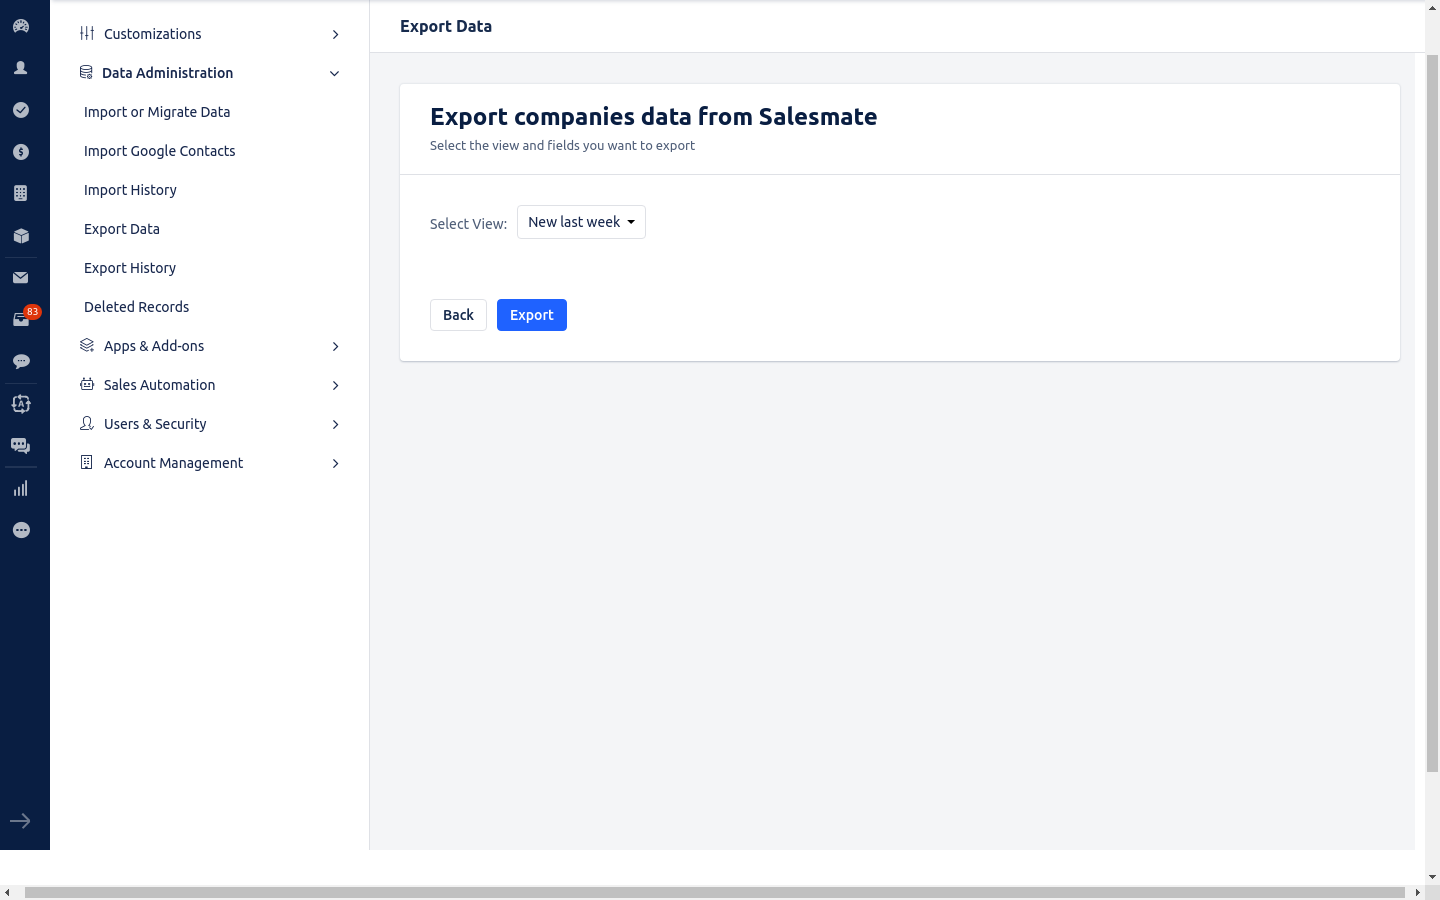 Customizations
Data Administration
Import or Migrate Data
Import Google Contacts
Import History
Export Data
Export History
Deleted Records
Apps & Add-ons
Sales Automation
Users & Security
Account Management
83
Export Data
Export companies data from Salesmate
Select the view and fields you want to export
Select View: New last week
Back Export